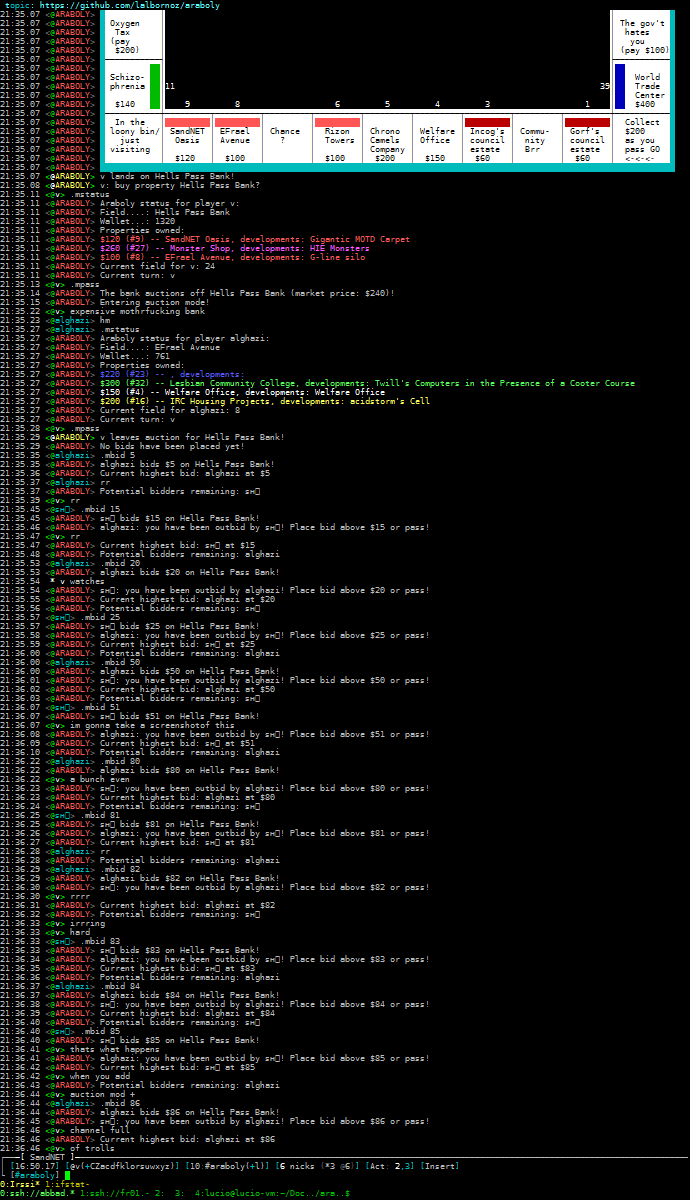 topic: https://github.com/lalbornoz/araboly
21:35.07 <@ARABOLY>
21:35.07 <@ARABOLY> Oxygen The gov't
21:35.07 <@ARABOLY> Tax hates
21:35.07 <@ARABOLY> (pay you
21:35.07 <@ARABOLY> $200) (pay $100)
21:35.07 <@ARABOLY>
21:35.07 <@ARABOLY>
21:35.07 <@ARABOLY> Schizo- World
21:35.07 <@ARABOLY> phrenia 11 39 Trade
21:35.07 <@ARABOLY> Center
21:35.07 <@ARABOLY> $140 9 8 6 5 4 3 1 $400
21:35.07 <@ARABOLY>
21:35.07 <@ARABOLY> In the Collect
21:35.07 <@ARABOLY> loony bin/ SandNET EFrael Chance Rizon Chrono Welfare Incog's Commu- Gorf's $200
21:35.07 <@ARABOLY> just Oasis Avenue ? Towers Camels Office council nity council as you
21:35.07 <@ARABOLY> visiting Company estate Brr estate pass GO
21:35.07 <@ARABOLY> $120 $100 $100 $200 $150 $60 $60 <-<-<-
21:35.07 <@ARABOLY>
21:35.07 <@ARABOLY> v lands on Hells Pass Bank!
21:35.08 <@ARABOLY> v: buy property Hells Pass Bank?
21:35.11 <@v> .mstatus
21:35.11 <@ARABOLY> Araboly status for player v:
21:35.11 <@ARABOLY> Field....: Hells Pass Bank
21:35.11 <@ARABOLY> Wallet...: 1320
21:35.11 <@ARABOLY> Properties owned:
21:35.11 <@ARABOLY> $120 (#9) -- SandNET Oasis, developments: Gigantic MOTD Carpet
21:35.11 <@ARABOLY> $260 (#27) -- Monster Shop, developments: HIE Monsters
21:35.11 <@ARABOLY> $100 (#8) -- EFrael Avenue, developments: G-line silo
21:35.11 <@ARABOLY> Current field for v: 24
21:35.11 <@ARABOLY> Current turn: v
21:35.13 <@v> .mpass
21:35.14 <@ARABOLY> The bank auctions off Hells Pass Bank (market price: $240)!
21:35.15 <@ARABOLY> Entering auction mode!
21:35.22 <@v> expensive mothrfucking bank
21:35.23 <@alghazi> hm
21:35.27 <@alghazi> .mstatus
21:35.27 <@ARABOLY> Araboly status for player alghazi:
21:35.27 <@ARABOLY> Field....: EFrael Avenue
21:35.27 <@ARABOLY> Wallet...: 761
21:35.27 <@ARABOLY> Properties owned:
21:35.27 <@ARABOLY> $220 (#23) -- , developments:
21:35.27 <@ARABOLY> $300 (#32) -- Lesbian Community College, developments: Twill's Computers in the Presence of a Cooter Course
21:35.27 <@ARABOLY> $150 (#4) -- Welfare Office, developments: Welfare Office
21:35.27 <@ARABOLY> $200 (#16) -- IRC Housing Projects, developments: acidstorm's Cell
21:35.27 <@ARABOLY> Current field for alghazi: 8
21:35.27 <@ARABOLY> Current turn: v
21:35.28 <@v> .mpass
21:35.29 <@ARABOLY> v leaves auction for Hells Pass Bank!
21:35.29 <@ARABOLY> No bids have been placed yet!
21:35.35 <@alghazi> .mbid 5
21:35.35 <@ARABOLY> alghazi bids $5 on Hells Pass Bank!
21:35.36 <@ARABOLY> Current highest bid: alghazi at $5
21:35.37 <@alghazi> rr
21:35.37 <@ARABOLY> Potential bidders remaining: sʜ▯
21:35.39 <@v> rr
21:35.45 <@sʜ▯> .mbid 15
21:35.45 <@ARABOLY> sʜ▯ bids $15 on Hells Pass Bank!
21:35.46 <@ARABOLY> alghazi: you have been outbid by sʜ▯! Place bid above $15 or pass!
21:35.47 <@v> rr
21:35.47 <@ARABOLY> Current highest bid: sʜ▯ at $15
21:35.48 <@ARABOLY> Potential bidders remaining: alghazi
21:35.53 <@alghazi> .mbid 20
21:35.53 <@ARABOLY> alghazi bids $20 on Hells Pass Bank!
21:35.54 * v watches
21:35.54 <@ARABOLY> sʜ▯: you have been outbid by alghazi! Place bid above $20 or pass!
21:35.55 <@ARABOLY> Current highest bid: alghazi at $20
21:35.56 <@ARABOLY> Potential bidders remaining: sʜ▯
21:35.57 <@sʜ▯> .mbid 25
21:35.57 <@ARABOLY> sʜ▯ bids $25 on Hells Pass Bank!
21:35.58 <@ARABOLY> alghazi: you have been outbid by sʜ▯! Place bid above $25 or pass!
21:35.59 <@ARABOLY> Current highest bid: sʜ▯ at $25
21:36.00 <@ARABOLY> Potential bidders remaining: alghazi
21:36.00 <@alghazi> .mbid 50
21:36.00 <@ARABOLY> alghazi bids $50 on Hells Pass Bank!
21:36.01 <@ARABOLY> sʜ▯: you have been outbid by alghazi! Place bid above $50 or pass!
21:36.02 <@ARABOLY> Current highest bid: alghazi at $50
21:36.03 <@ARABOLY> Potential bidders remaining: sʜ▯
21:36.07 <@sʜ▯> .mbid 51
21:36.07 <@ARABOLY> sʜ▯ bids $51 on Hells Pass Bank!
21:36.07 <@v> im gonna take a screenshotof this
21:36.08 <@ARABOLY> alghazi: you have been outbid by sʜ▯! Place bid above $51 or pass!
21:36.09 <@ARABOLY> Current highest bid: sʜ▯ at $51
21:36.10 <@ARABOLY> Potential bidders remaining: alghazi
21:36.22 <@alghazi> .mbid 80
21:36.22 <@ARABOLY> alghazi bids $80 on Hells Pass Bank!
21:36.22 <@v> a bunch even
21:36.23 <@ARABOLY> sʜ▯: you have been outbid by alghazi! Place bid above $80 or pass!
21:36.23 <@ARABOLY> Current highest bid: alghazi at $80
21:36.24 <@ARABOLY> Potential bidders remaining: sʜ▯
21:36.25 <@sʜ▯> .mbid 81
21:36.25 <@ARABOLY> sʜ▯ bids $81 on Hells Pass Bank!
21:36.26 <@ARABOLY> alghazi: you have been outbid by sʜ▯! Place bid above $81 or pass!
21:36.27 <@ARABOLY> Current highest bid: sʜ▯ at $81
21:36.28 <@alghazi> rr
21:36.28 <@ARABOLY> Potential bidders remaining: alghazi
21:36.29 <@alghazi> .mbid 82
21:36.29 <@ARABOLY> alghazi bids $82 on Hells Pass Bank!
21:36.30 <@ARABOLY> sʜ▯: you have been outbid by alghazi! Place bid above $82 or pass!
21:36.30 <@v> rrrr
21:36.31 <@ARABOLY> Current highest bid: alghazi at $82
21:36.32 <@ARABOLY> Potential bidders remaining: sʜ▯
21:36.33 <@v> irrring
21:36.33 <@v> hard
21:36.33 <@sʜ▯> .mbid 83
21:36.33 <@ARABOLY> sʜ▯ bids $83 on Hells Pass Bank!
21:36.34 <@ARABOLY> alghazi: you have been outbid by sʜ▯! Place bid above $83 or pass!
21:36.35 <@ARABOLY> Current highest bid: sʜ▯ at $83
21:36.36 <@ARABOLY> Potential bidders remaining: alghazi
21:36.37 <@alghazi> .mbid 84
21:36.37 <@ARABOLY> alghazi bids $84 on Hells Pass Bank!
21:36.38 <@ARABOLY> sʜ▯: you have been outbid by alghazi! Place bid above $84 or pass!
21:36.39 <@ARABOLY> Current highest bid: alghazi at $84
21:36.40 <@ARABOLY> Potential bidders remaining: sʜ▯
21:36.40 <@sʜ▯> .mbid 85
21:36.40 <@ARABOLY> sʜ▯ bids $85 on Hells Pass Bank!
21:36.41 <@v> thats what happens
21:36.41 <@ARABOLY> alghazi: you have been outbid by sʜ▯! Place bid above $85 or pass!
21:36.42 <@ARABOLY> Current highest bid: sʜ▯ at $85
21:36.42 <@v> when you add
21:36.43 <@ARABOLY> Potential bidders remaining: alghazi
21:36.44 <@v> auction mod +
21:36.44 <@alghazi> .mbid 86
21:36.44 <@ARABOLY> alghazi bids $86 on Hells Pass Bank!
21:36.45 <@ARABOLY> sʜ▯: you have been outbid by alghazi! Place bid above $86 or pass!
21:36.46 <@v> channel full
21:36.46 <@ARABOLY> Current highest bid: alghazi at $86
21:36.46 <@v> of trolls
[ SandNET ]
[16:50.17] [@v(+CZacdfklorsuwxyz)] [10 #araboly(+l)] [6 nicks (*3 @6)] [Act: 2,3] [Insert]
[#araboly]
0:Irssi* 1:ifstat-
0:ssh://abbad.* 1:ssh://fr01.- 2: 3: 4:lucio@lucio-vm:~/Doc../ara..$